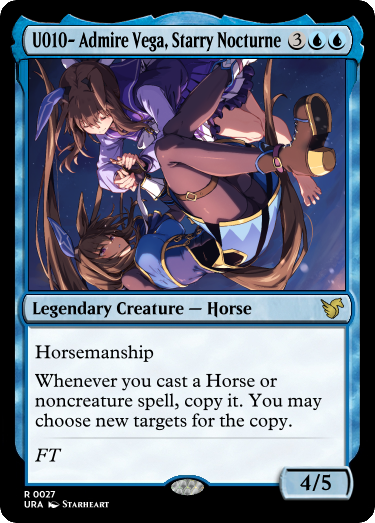 U010- Admire Vega, Starry Nocturne 3
Legendary Creature — Horse
Horsemanship
Whenever you cast a Horse or
noncreature spell, copy it. You may
choose new targets for the copy.
FT
4/5
R 0027
URA StarHeart